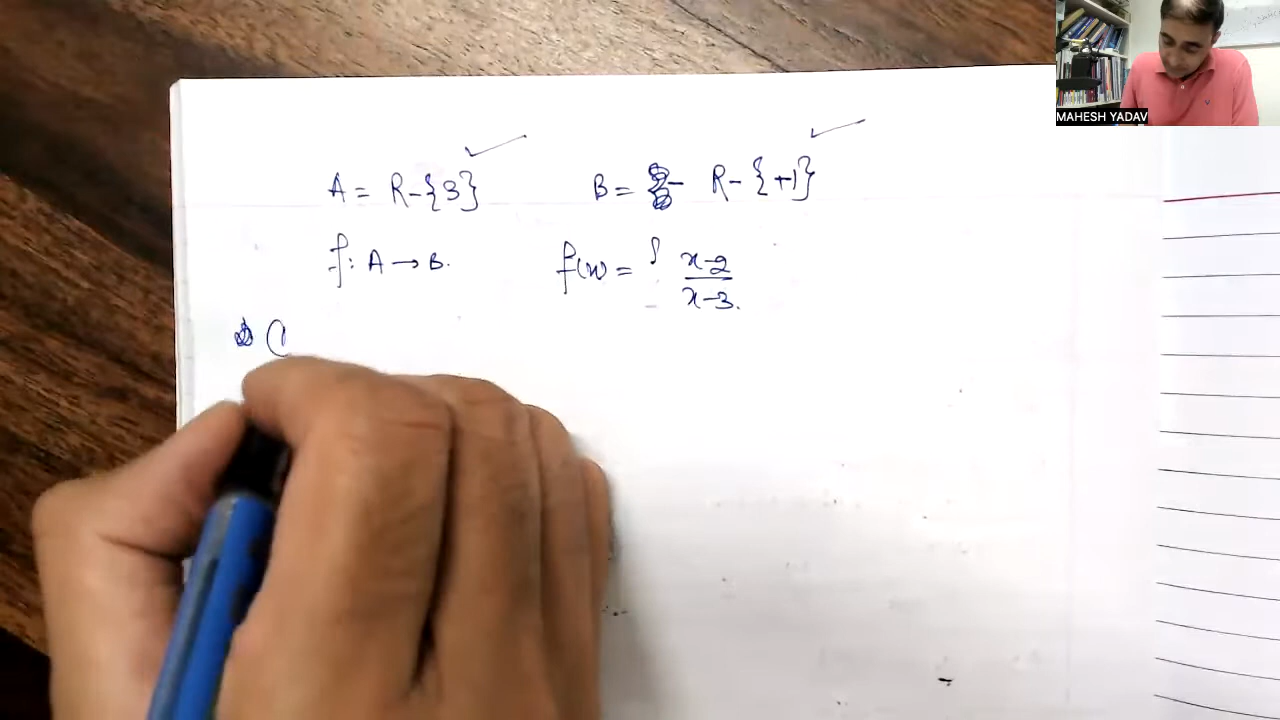 MAHESH YADAV
A = R-{3} B = R-{+1}
f: A → B. f(x) = x-2/x-3.
(